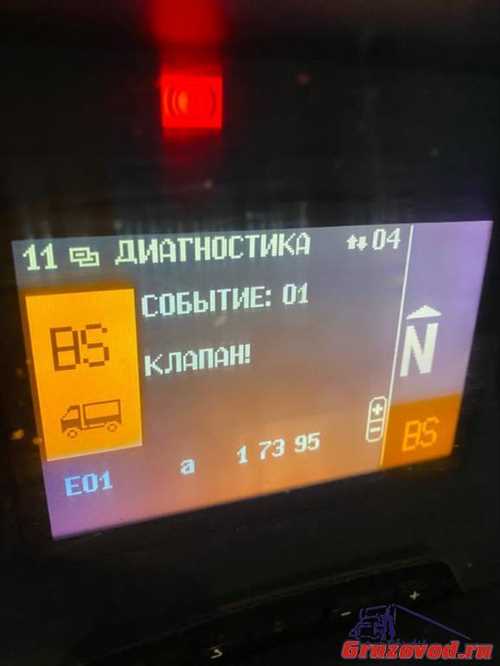 11 ДИАГНОСТИКА 04
СОБЫТИЕ: 01
BS
КЛАПАН!
N
BS
E01 a 1 73 95
Gruzovod.ru